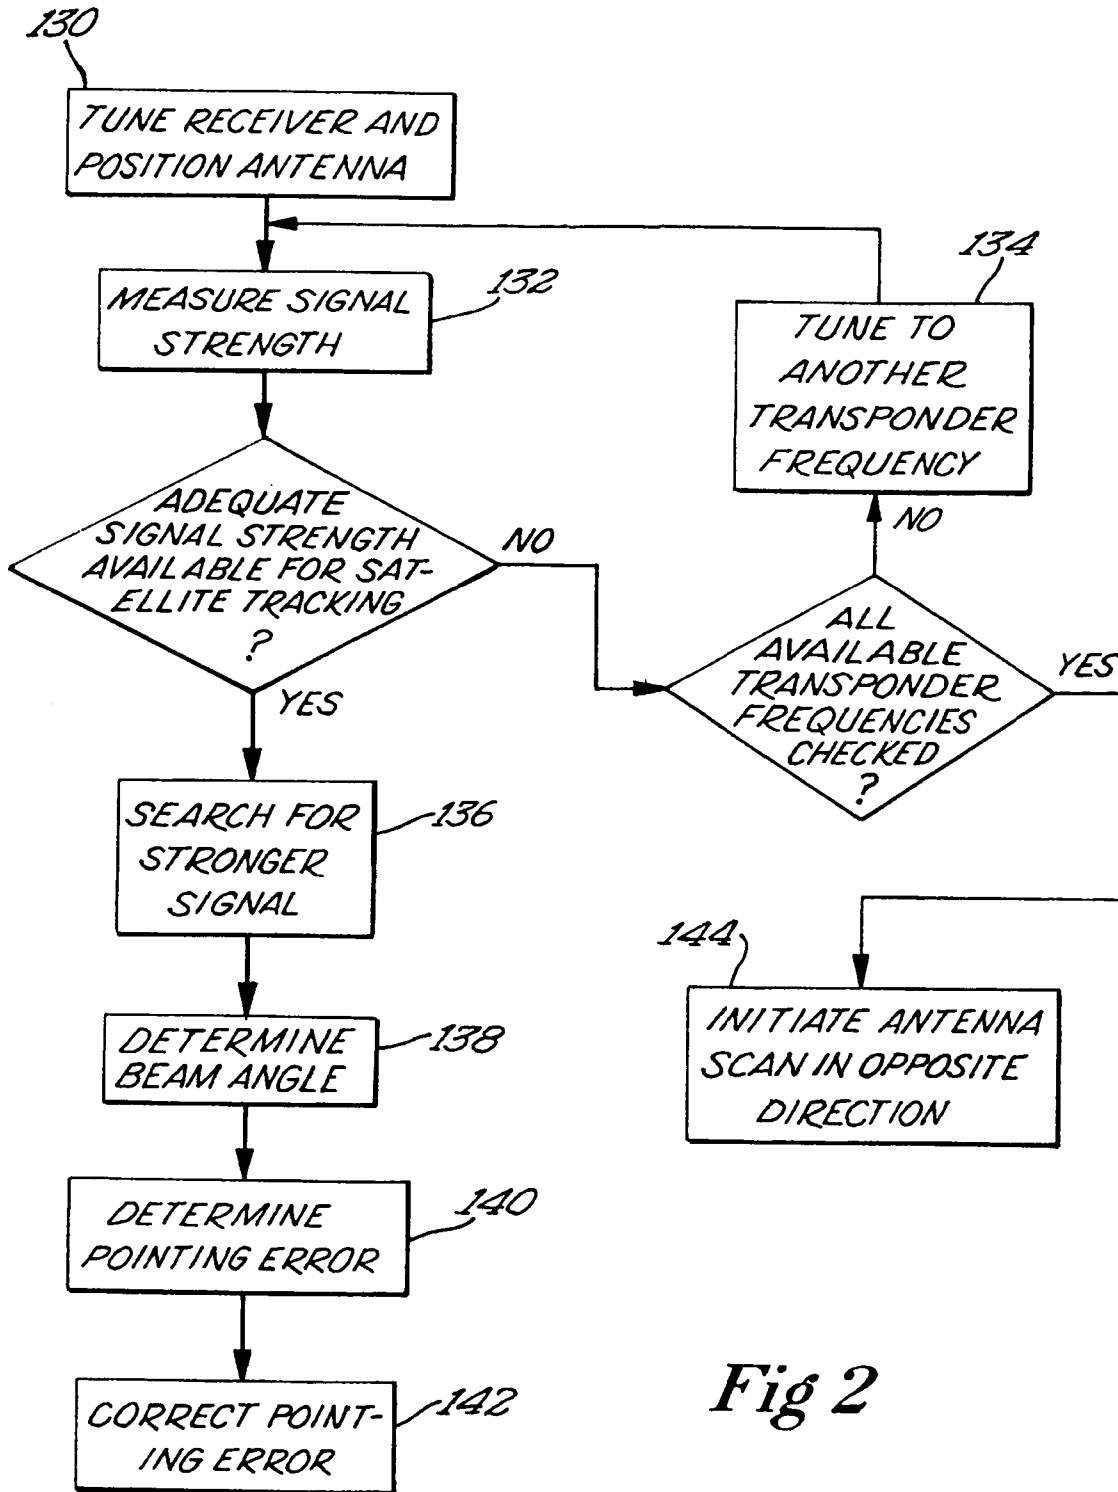 130
TUNE RECEIVER AND
POSITION ANTENNA
MEASURE SIGNAL
STRENGTH
132
ADEQUATE
SIGNAL STRENGTH
AVAILABLE FOR SAT-
ELLITE TRACKING
?
NO
YES
134
TUNE TO
ANOTHER
TRANSPONDER
FREQUENCY
NO
ALL
AVAILABLE
TRANSPONDER
FREQUENCIES
CHECKED
?
YES
SEARCH FOR
STRONGER
SIGNAL
136
DETERMINE
BEAM ANGLE
138
144
INITIATE ANTENNA
SCAN IN OPPOSITE
DIRECTION
DETERMINE
POINTING ERROR
140
CORRECT POINT-
ING ERROR
142
Fig 2